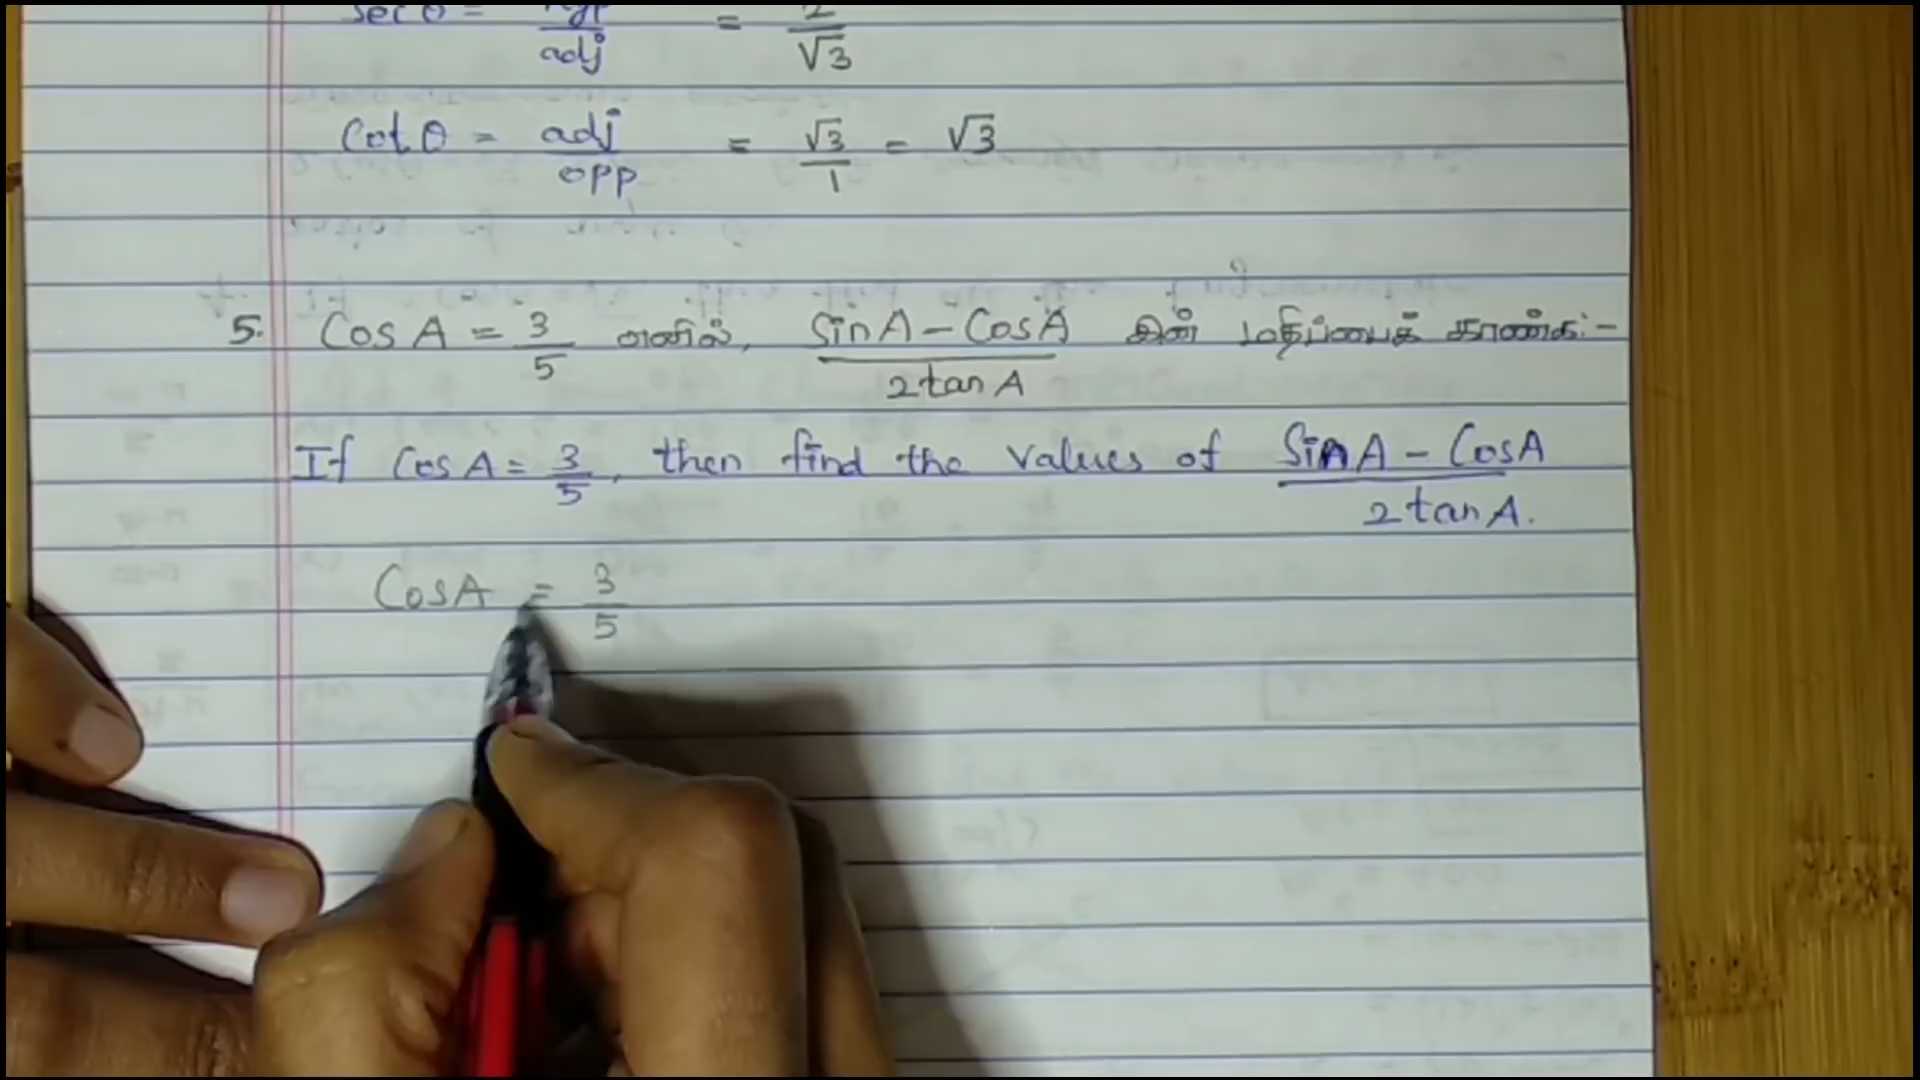 sec θ = hyp/adj = 2/√3
Cot θ = adj/opp = √3/1 = √3
5. Cos A = 3/5 எனில், Sin A - Cos A/2 tan A இன் மதிப்பைக் காண்க:-
If Cos A = 3/5, then find the values of Sin A - Cos A/2 tan A.
Cos A = 3/5